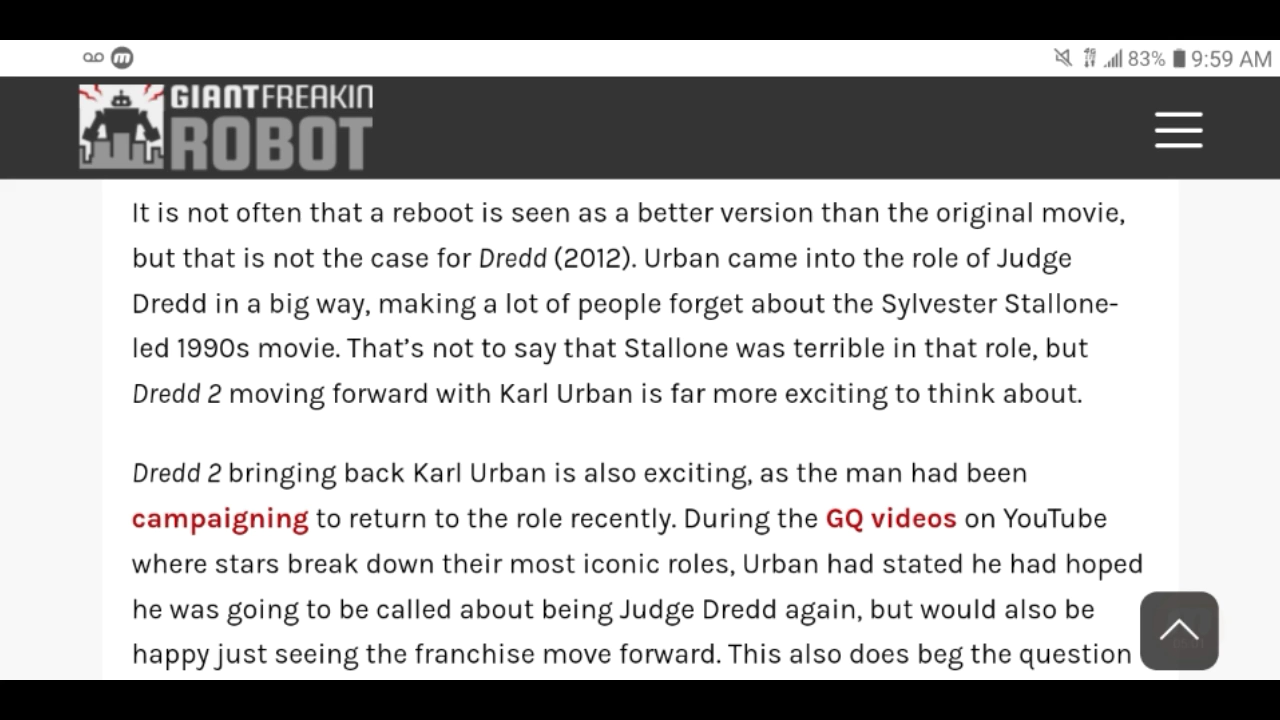 83% 9:59 AM
GIANTFREAKIN
ROBOT
It is not often that a reboot is seen as a better version than the original movie,
but that is not the case for Dredd (2012). Urban came into the role of Judge
Dredd in a big way, making a lot of people forget about the Sylvester Stallone-
led 1990s movie. That’s not to say that Stallone was terrible in that role, but
Dredd 2 moving forward with Karl Urban is far more exciting to think about.
Dredd 2 bringing back Karl Urban is also exciting, as the man had been
campaigning to return to the role recently. During the GQ videos on YouTube
where stars break down their most iconic roles, Urban had stated he had hoped
he was going to be called about being Judge Dredd again, but would also be
happy just seeing the franchise move forward. This also does beg the question